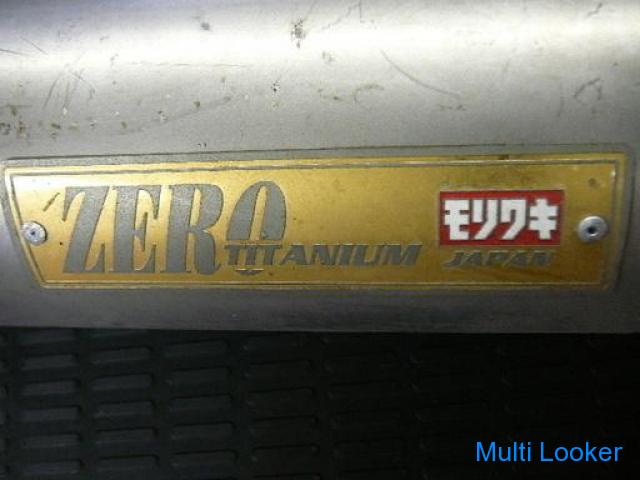 ZERO
TITANIUM
モリワキ
JAPAN
Multi Looker